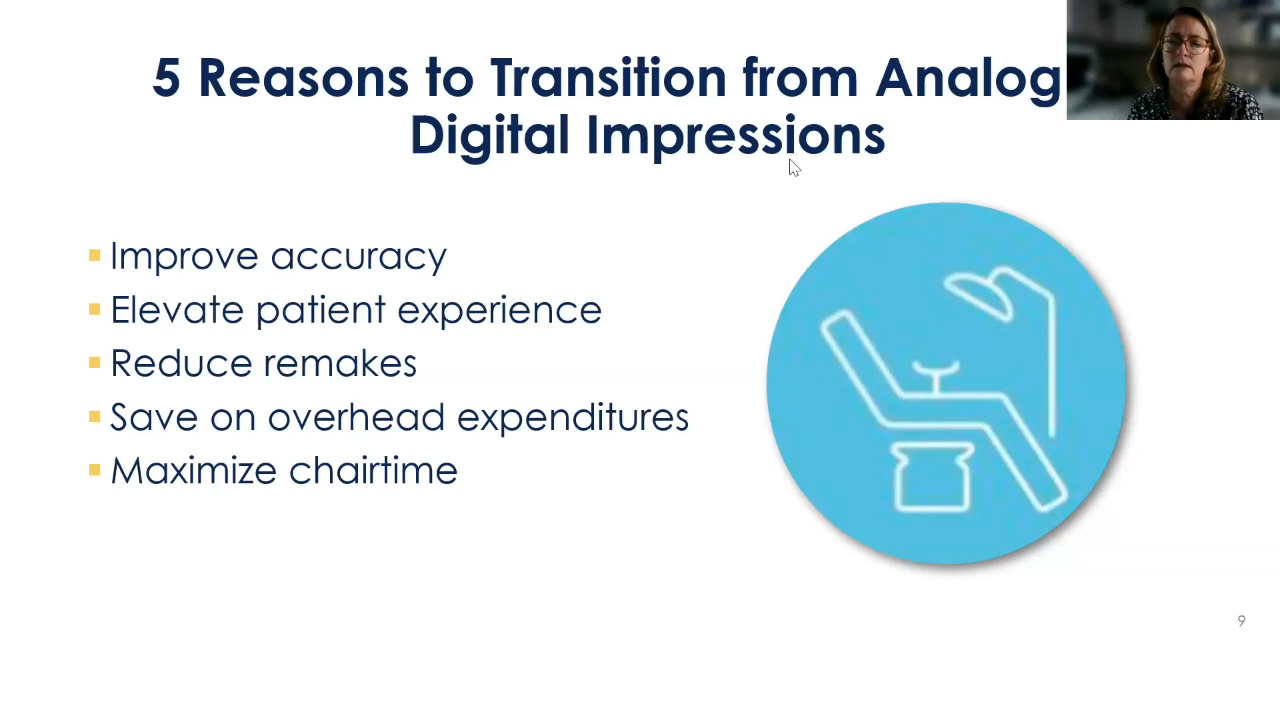 5 Reasons to Transition from Analog
Digital Impressions
Improve accuracy
Elevate patient experience
Reduce remakes
Save on overhead expenditures
Maximize chairtime
9